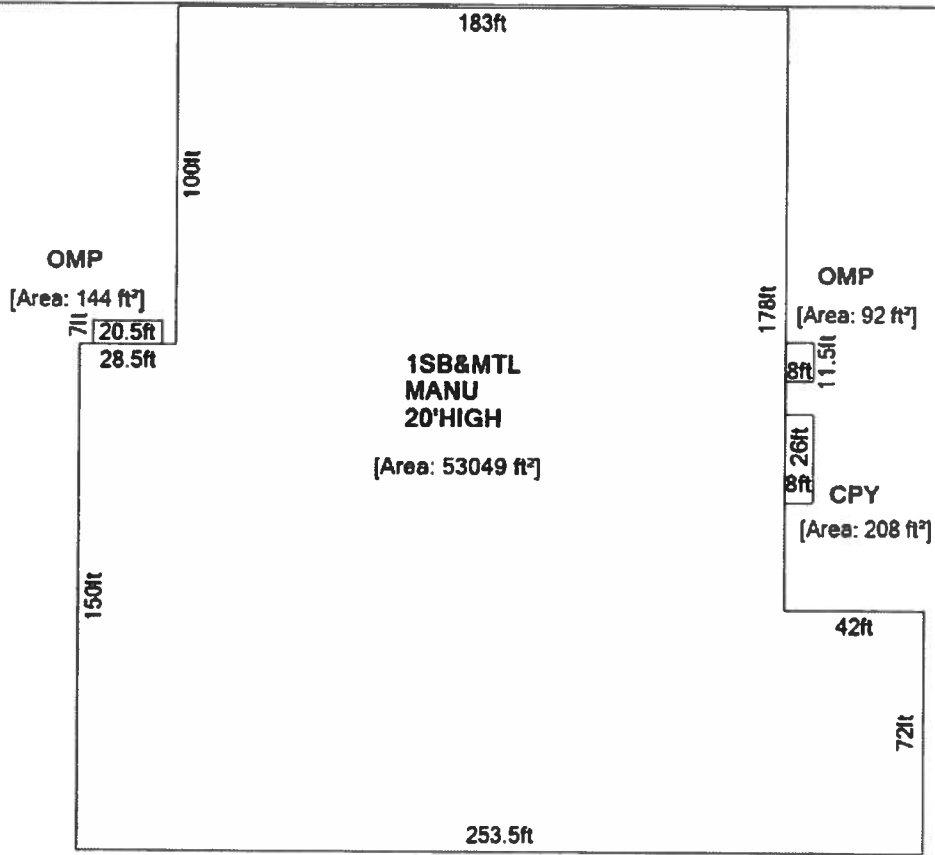 183ft
100ft
OMP
[Area: 144 ft²]
7ft
20.5ft
28.5ft
178ft
OMP
[Area: 92 ft²]
8ft
11.5ft
1SB&MTL
MANU
20'HIGH
[Area: 53049 ft²]
26ft
8ft
CPY
[Area: 208 ft²]
150ft
42ft
72ft
253.5ft